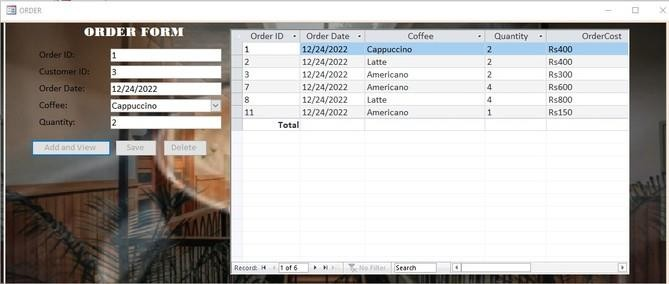 ORDER
ORDER FORM
Order ID: 1
Customer ID: 3
Order Date: 12/24/2022
Coffee: Cappuccino
Quantity: 2
Add and View Save Delete
Order ID Order Date Coffee Quantity OrderCost
1 12/24/2022 Cappuccino 2 Rs400
2 12/24/2022 Latte 2 Rs400
3 12/24/2022 Americano 2 Rs300
7 12/24/2022 Americano 4 Rs600
8 12/24/2022 Latte 4 Rs800
11 12/24/2022 Americano 1 Rs150
Total
Record: 1 of 6 No Filter Search